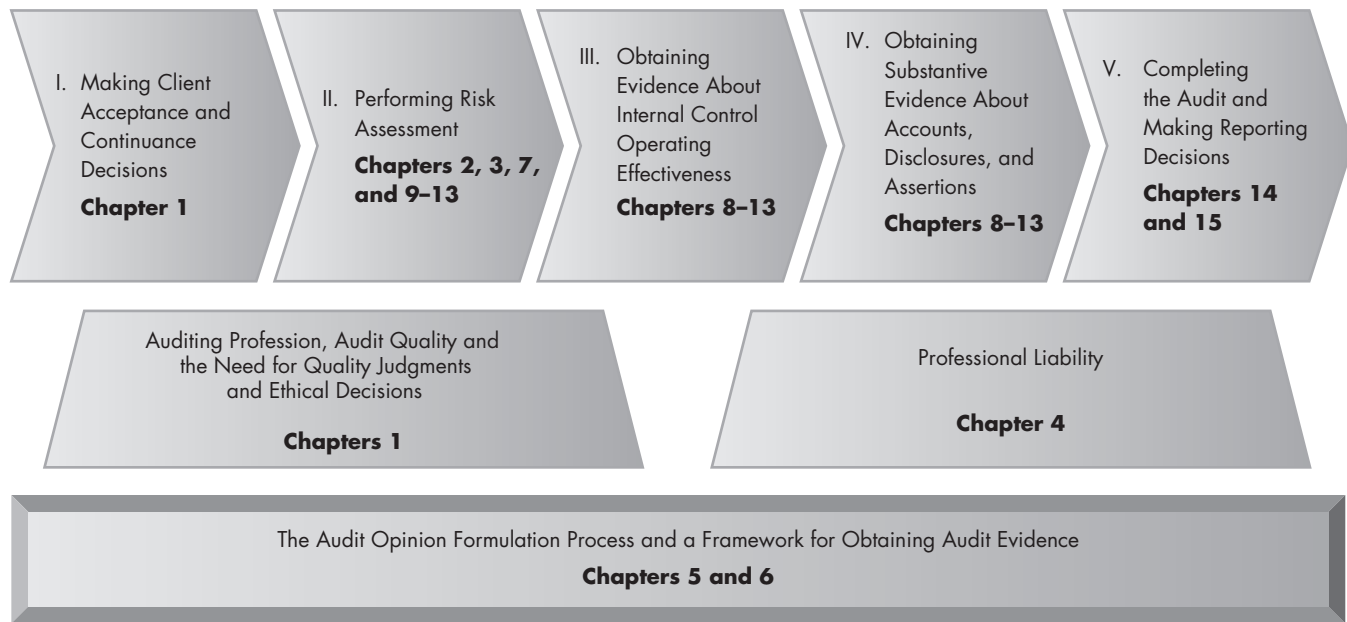 I. Making Client
Acceptance and
Continuance
Decisions
Chapter 1
II. Performing Risk
Assessment
Chapters 2, 3, 7,
and 9–13
III. Obtaining
Evidence About
Internal Control
Operating
Effectiveness
Chapters 8–13
IV. Obtaining
Substantive
Evidence About
Accounts,
Disclosures, and
Assertions
Chapters 8–13
V. Completing
the Audit and
Making Reporting
Decisions
Chapters 14
and 15
Auditing Profession, Audit Quality and
the Need for Quality Judgments
and Ethical Decisions
Chapters 1
Professional Liability
Chapter 4
The Audit Opinion Formulation Process and a Framework for Obtaining Audit Evidence
Chapters 5 and 6